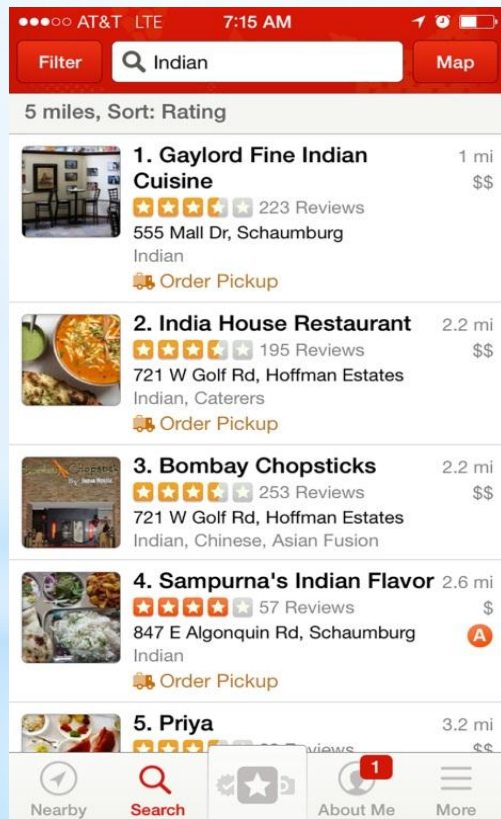 AT&T LTE 7:15 AM
Filter Indian Map
5 miles, Sort: Rating
1. Gaylord Fine Indian 1 mi
Cuisine $$
223 Reviews
555 Mall Dr, Schaumburg
Indian
Order Pickup
2. India House Restaurant 2.2 mi
195 Reviews $$
721 W Golf Rd, Hoffman Estates
Indian, Caterers
Order Pickup
Chopstick
3. Bombay Chopsticks 2.2 mi
253 Reviews $$
721 W Golf Rd, Hoffman Estates
Indian, Chinese, Asian Fusion
4. Sampurna's Indian Flavor 2.6 mi
57 Reviews $
847 E Algonquin Rd, Schaumburg A
Indian
Order Pickup
5. Priya 3.2 mi
$$
1
Nearby Search About Me More